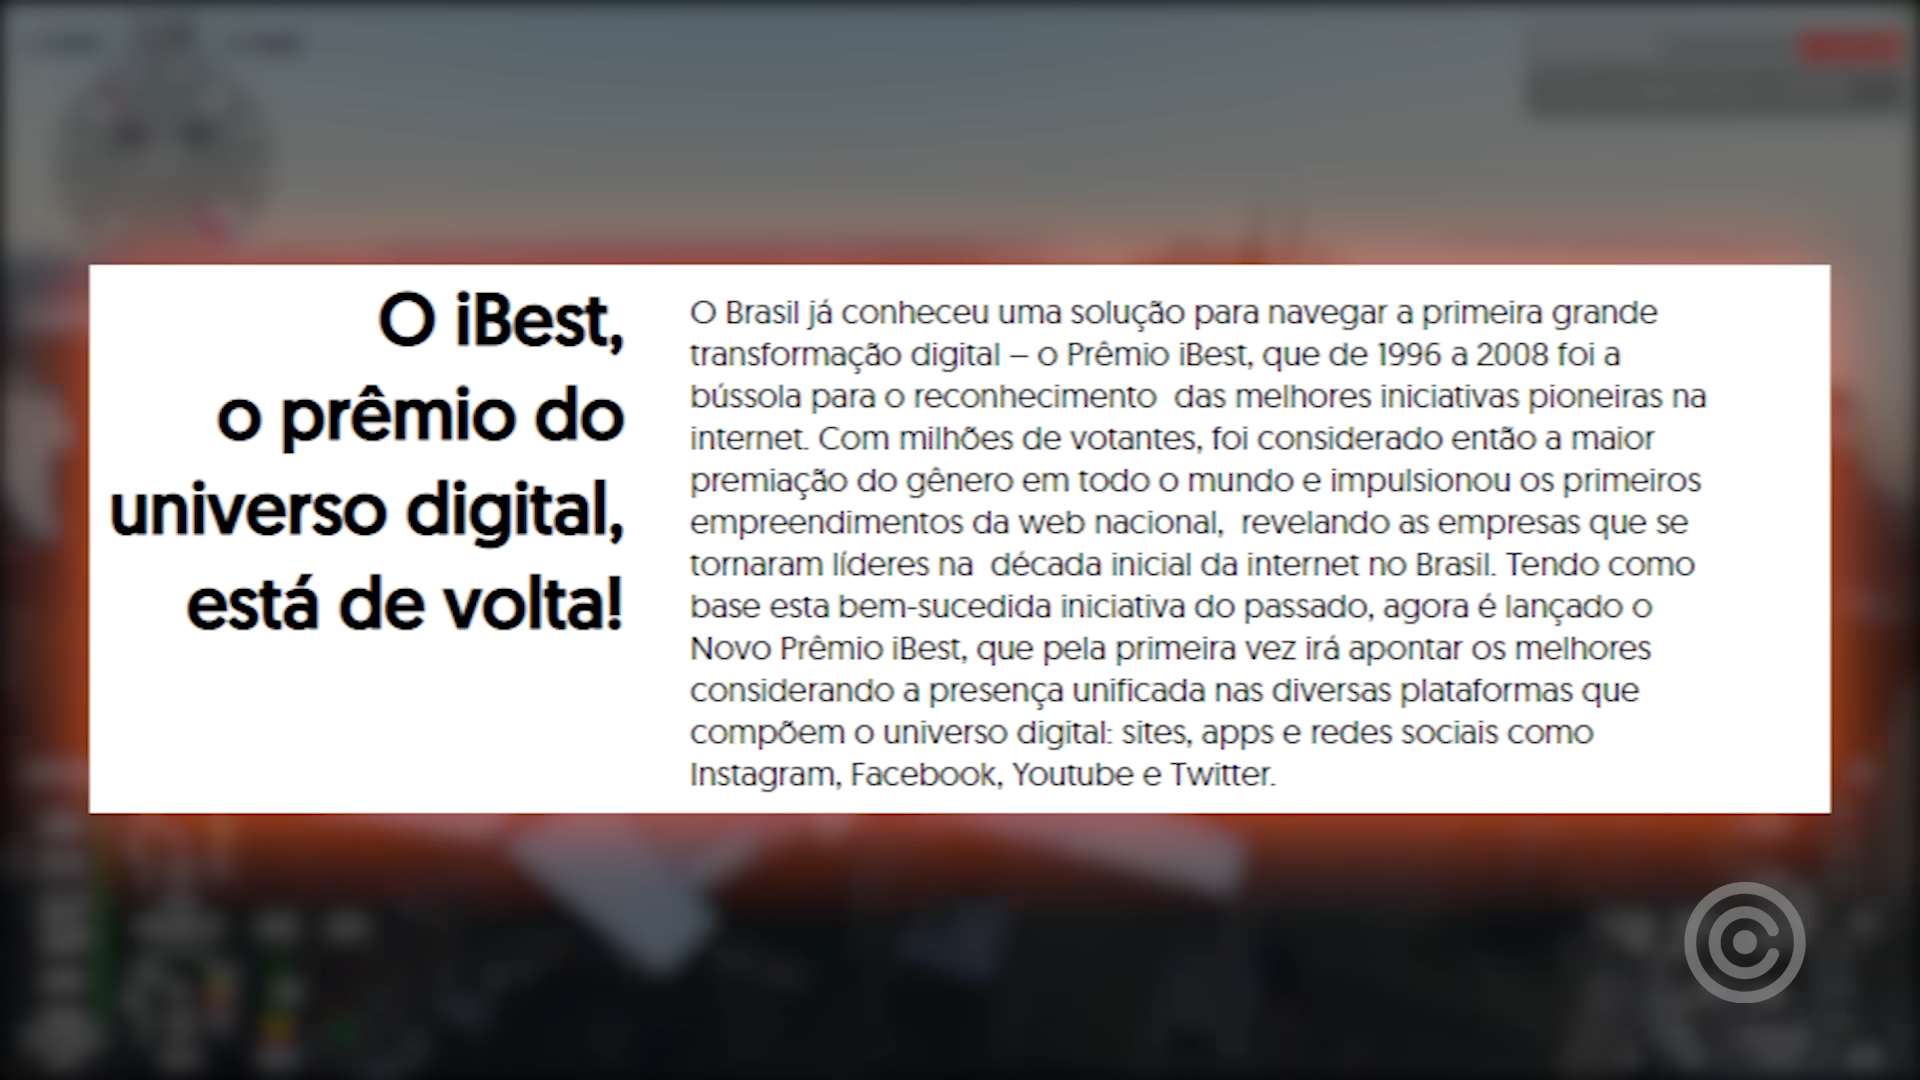 O iBest,
o prêmio do
universo digital,
está de volta!
O Brasil já conheceu uma solução para navegar a primeira grande
transformação digital – o Prêmio iBest, que de 1996 a 2008 foi a
bússola para o reconhecimento  das melhores iniciativas pioneiras na
internet. Com milhões de votantes, foi considerado então a maior
premiação do gênero em todo o mundo e impulsionou os primeiros
empreendimentos da web nacional,  revelando as empresas que se
tornaram líderes na  década inicial da internet no Brasil. Tendo como
base esta bem-sucedida iniciativa do passado, agora é lançado o
Novo Prêmio iBest, que pela primeira vez irá apontar os melhores
considerando a presença unificada nas diversas plataformas que
compõem o universo digital: sites, apps e redes sociais como
Instagram, Facebook, Youtube e Twitter.